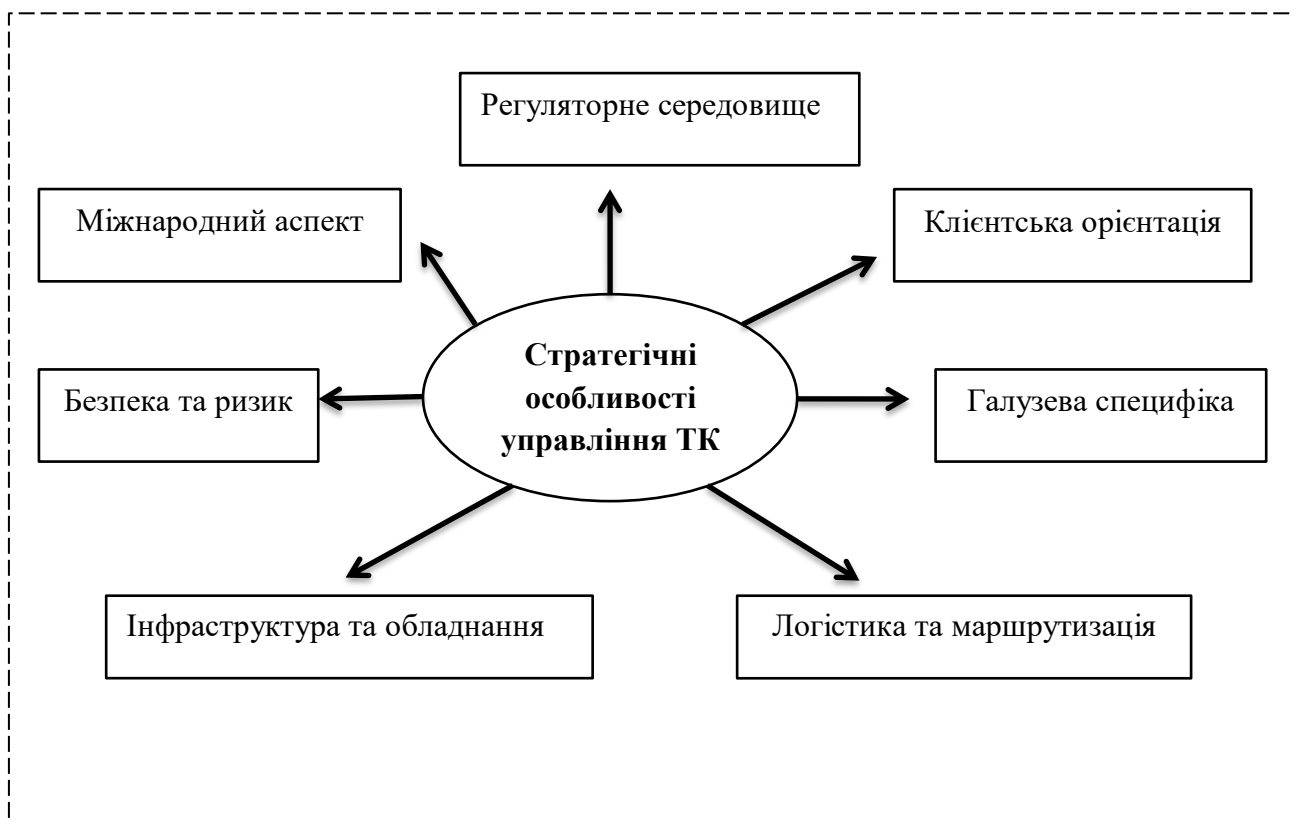 Регуляторне середовище
Міжнародний аспект
Клієнтська орієнтація
Стратегічні
особливості
управління ТК
Безпека та ризик
Галузева специфіка
Інфраструктура та обладнання
Логістика та маршрутизація